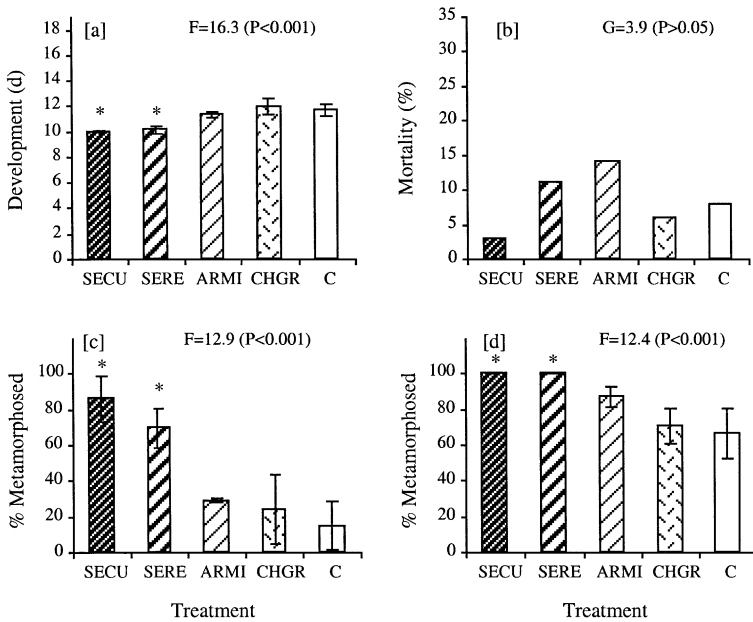 [a] F=16.3 (P<0.001)
18
16
14
12
10
8
6
4
2
0
Development (d)
* *
SECU SERE ARMI CHGR C
[b] G=3.9 (P>0.05)
35
30
25
20
15
10
5
0
Mortality (%)
SECU SERE ARMI CHGR C
[c] F=12.9 (P<0.001)
100
80
60
40
20
0
% Metamorphosed
* *
SECU SERE ARMI CHGR C
Treatment
[d] F=12.4 (P<0.001)
100
80
60
40
20
0
% Metamorphosed
* *
SECU SERE ARMI CHGR C
Treatment